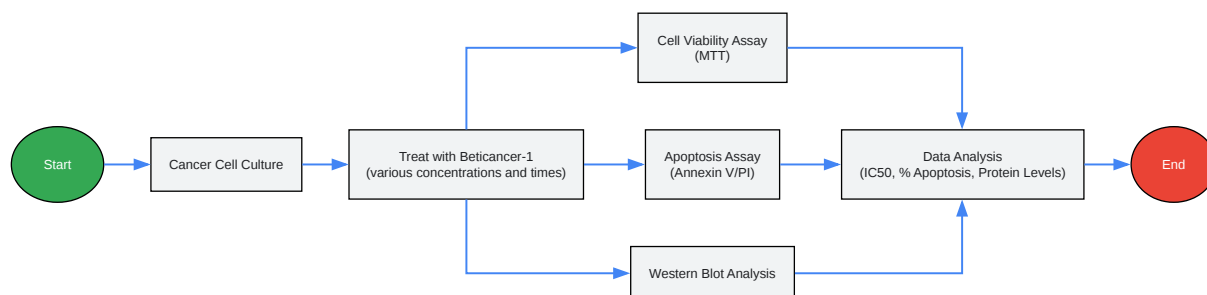 Start
Cancer Cell Culture
Treat with Beticancer-1
(various concentrations and times)
Cell Viability Assay
(MTT)
Apoptosis Assay
(Annexin V/PI)
Western Blot Analysis
Data Analysis
(IC50, % Apoptosis, Protein Levels)
End